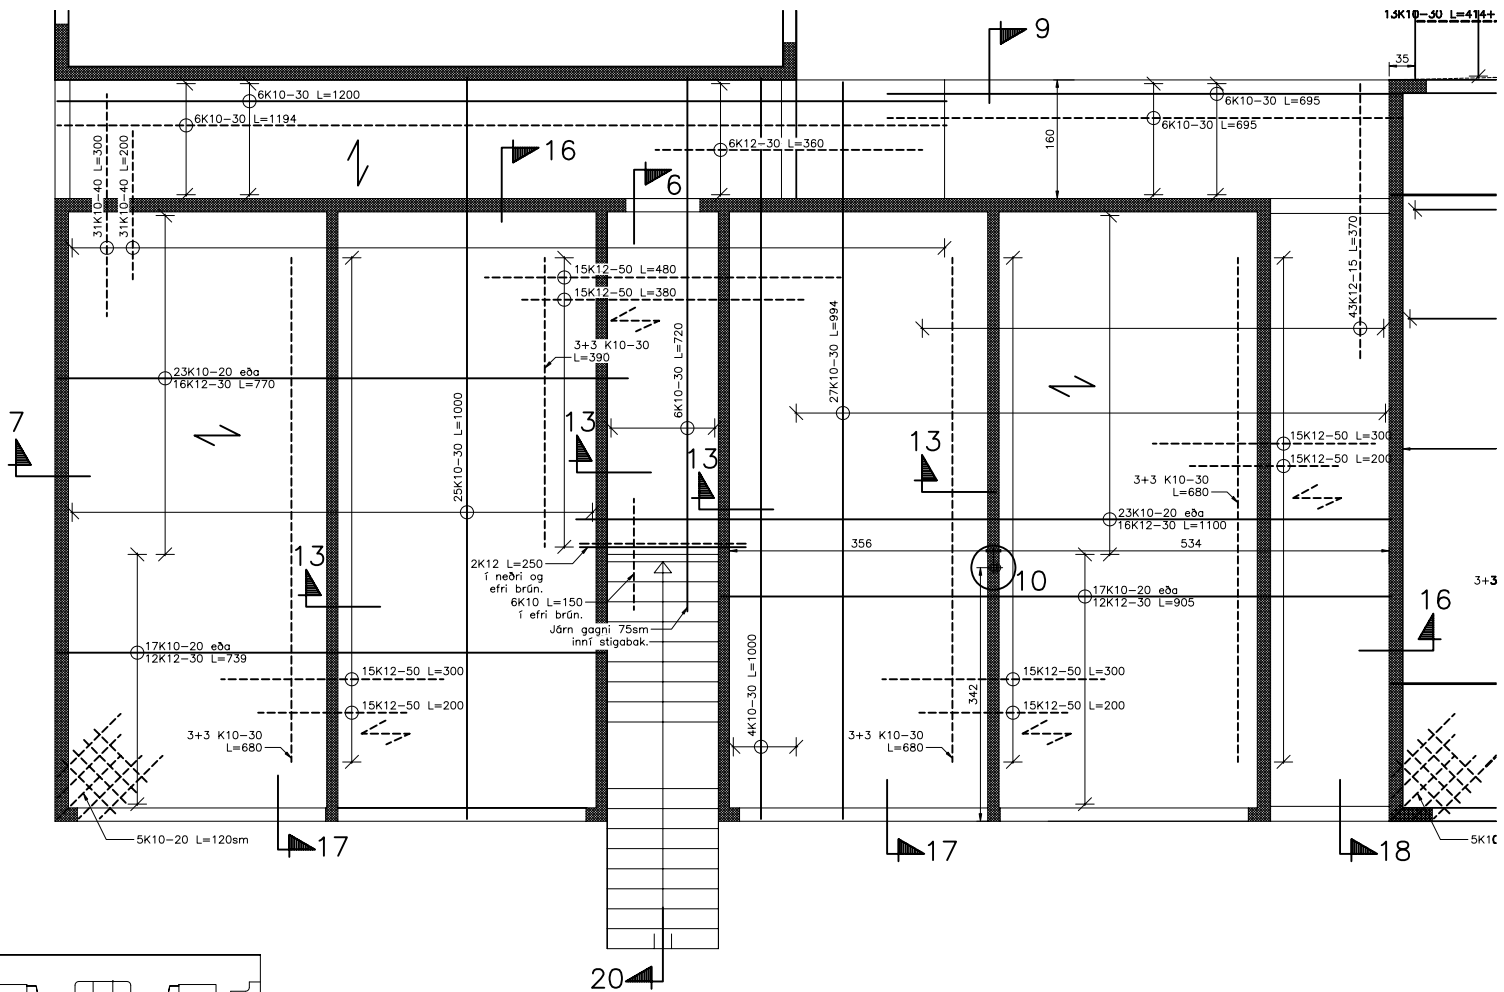 13K10-30 L=414+
9
35
6K10-30 L=1200
6K10-30 L=695
6K10-30 L=1194
6K10-30 L=695
31K10-40 L=300
31K10-40 L=200
6K12-30 L=360
160
16
6
43K12-15 L=370
15K12-50 L=480
15K12-50 L=380
3+3 K10-30
L=390
6K10-30 L=720
27K10-30 L=994
23K10-20 eða
16K12-30 L=770
7
25K10-30 L=1000
13
13
13
15K12-50 L=300
15K12-50 L=200
3+3 K10-30
L=680
23K10-20 eða
16K12-30 L=1100
356
534
13
2K12 L=250
í neðri og
efri brún.
6K10 L=150
í efri brún.
Járn gagni 75sm
inní stigabak.
10
17K10-20 eða
12K12-30 L=905
3+3
16
17K10-20 eða
12K12-30 L=739
15K12-50 L=300
15K12-50 L=300
342
4K10-30 L=1000
15K12-50 L=200
15K12-50 L=200
3+3 K10-30
L=680
3+3 K10-30
L=680
5K10-20 L=120sm
17
17
18
5K10
20